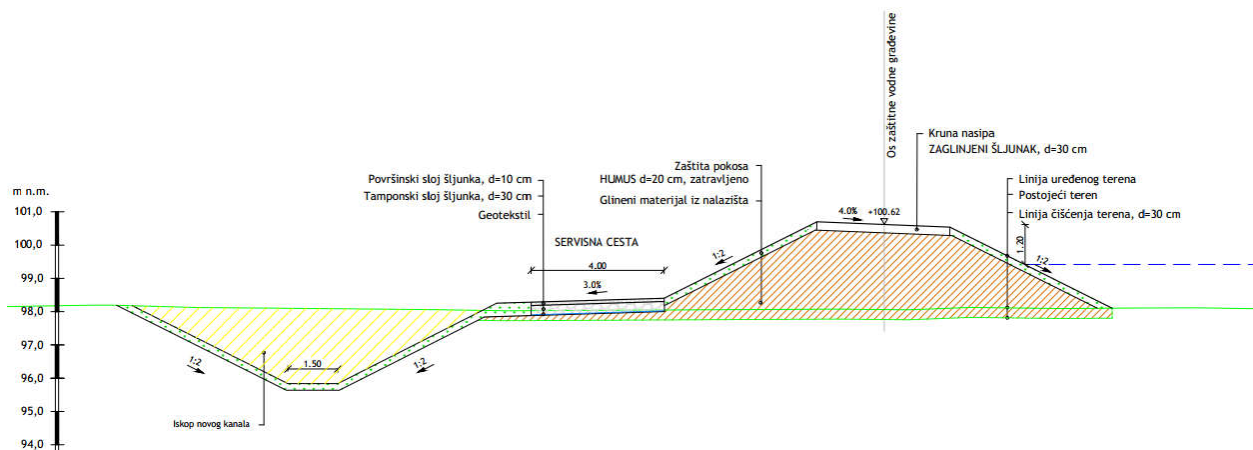 Os zaštitne vodne građevine
Kruna nasipa
ZAGLINJENI ŠLJUNAK, d=30 cm
Zaštita pokosa
HUMUS d=20 cm, zatravljeno
Glineni materijal iz nalazišta
Površinski sloj šljunka, d=10 cm
Tamponski sloj šljunka, d=30 cm
Geotekstil
Linija uređenog terena
Postojeći teren
Linija čišćenja terena, d=30 cm
m n.m.
101,0
100,0
99,0
98,0
97,0
96,0
95,0
94,0
4.0%
+100.62
1.20
1:2
1:2
SERVISNA CESTA
4.00
3.0%
1:2
1.50
1:2
Iskop novog kanala